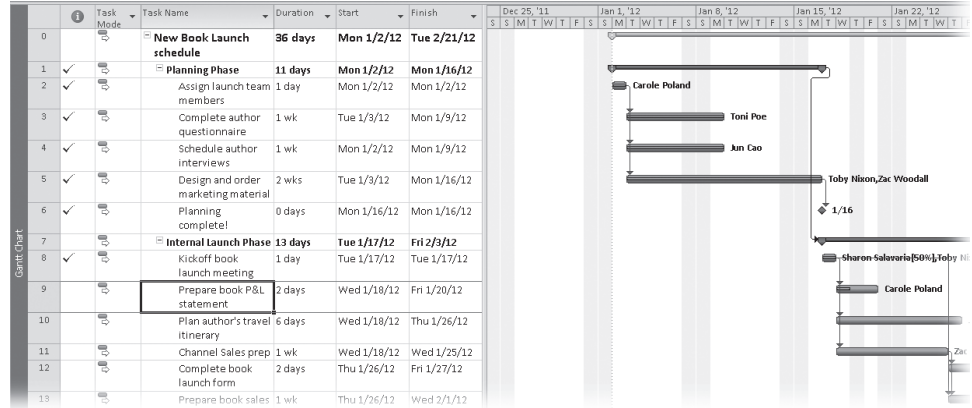 Task Mode Task Name Duration Start Finish Dec 25, '11 Jan 1, '12 Jan 8, '12 Jan 15, '12 Jan 22, '12
S S M T W T F S S M T W T F S S M T W T F S S M T W T F S S M T W T
0 New Book Launch schedule 36 days Mon 1/2/12 Tue 2/21/12
1 Planning Phase 11 days Mon 1/2/12 Mon 1/16/12
2 Assign launch team members 1 day Mon 1/2/12 Mon 1/2/12 Carole Poland
3 Complete author questionnaire 1 wk Tue 1/3/12 Mon 1/9/12 Toni Poe
4 Schedule author interviews 1 wk Mon 1/2/12 Mon 1/9/12 Jun Cao
5 Design and order marketing material 2 wks Tue 1/3/12 Mon 1/16/12 Toby Nixon,Zac Woodall
6 Planning complete! 0 days Mon 1/16/12 Mon 1/16/12 1/16
7 Internal Launch Phase 13 days Tue 1/17/12 Fri 2/3/12
8 Kickoff book launch meeting 1 day Tue 1/17/12 Tue 1/17/12 Sharon Salavaria[50%],Toby Ni
9 Prepare book P&L statement 2 days Wed 1/18/12 Fri 1/20/12 Carole Poland
10 Plan author's travel itinerary 6 days Wed 1/18/12 Thu 1/26/12
11 Channel Sales prep 1 wk Wed 1/18/12 Wed 1/25/12 Zac
12 Complete book launch form 2 days Thu 1/26/12 Fri 1/27/12
13 Prepare book sales 1 wk Thu 1/26/12 Wed 2/1/12
Gantt Chart